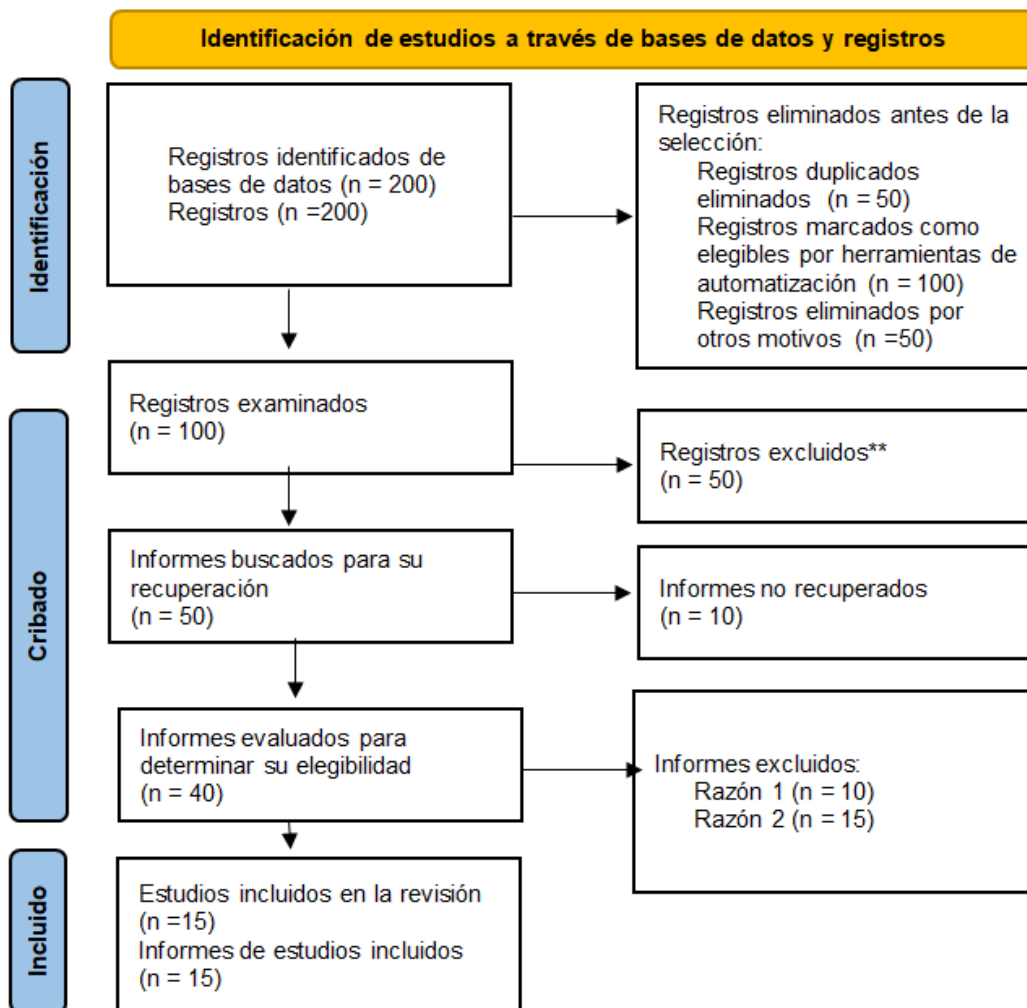 Identificación de estudios a través de bases de datos y registros
Identificación
Registros identificados de
bases de datos (n = 200)
Registros (n =200)
Registros eliminados antes de la
selección:
Registros duplicados
eliminados (n = 50)
Registros marcados como
elegibles por herramientas de
automatización (n = 100)
Registros eliminados por
otros motivos (n =50)
Cribado
Registros examinados
(n = 100)
Registros excluidos**
(n = 50)
Informes buscados para su
recuperación
(n = 50)
Informes no recuperados
(n = 10)
Informes evaluados para
determinar su elegibilidad
(n = 40)
Informes excluidos:
Razón 1 (n = 10)
Razón 2 (n = 15)
Incluido
Estudios incluidos en la revisión
(n =15)
Informes de estudios incluidos
(n = 15)